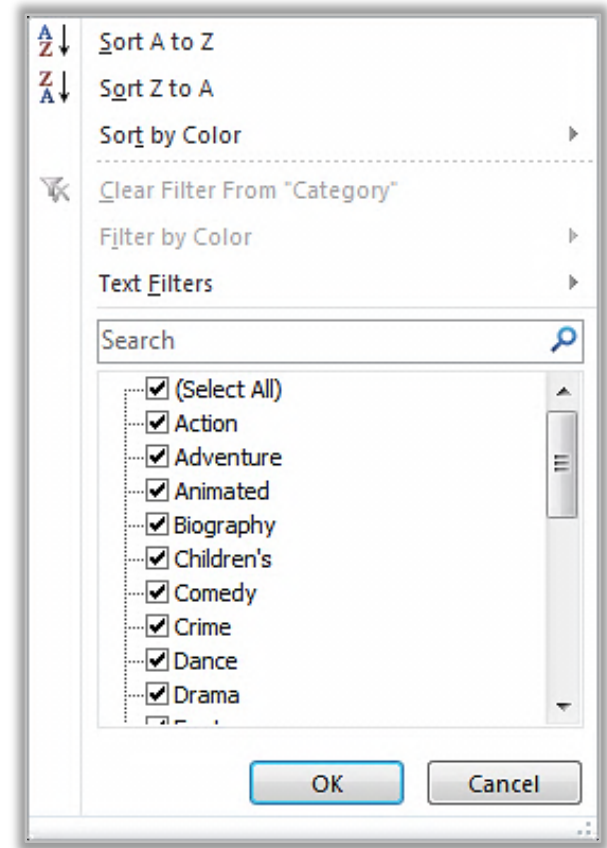 Sort A to Z
Sort Z to A
Sort by Color
Clear Filter From "Category"
Filter by Color
Text Filters
Search
(Select All)
Action
Adventure
Animated
Biography
Children's
Comedy
Crime
Dance
Drama
OK Cancel